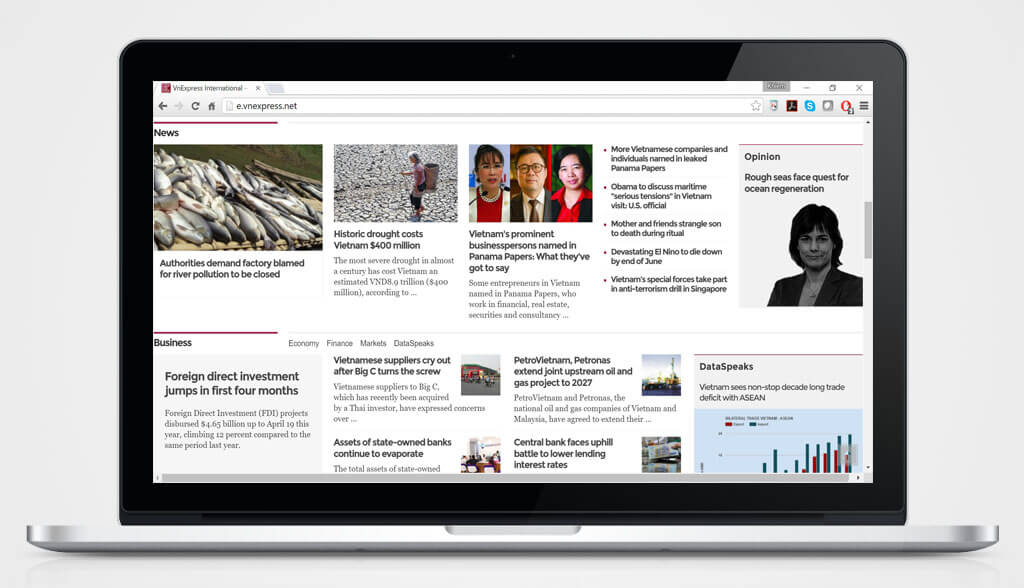 VnExpress International -
Khiem
e.vnexpress.net
News
Authorities demand factory blamed
for river pollution to be closed
Historic drought costs
Vietnam $400 million
The most severe drought in almost
a century has cost Vietnam an
estimated VND8.9 trillion ($400
million), according to ...
Vietnam's prominent
businesspersons named in
Panama Papers: What they've
got to say
Some entrepreneurs in Vietnam
named in Panama Papers, who
work in financial, real estate,
securities and consultancy ...
More Vietnamese companies and
individuals named in leaked
Panama Papers
Obama to discuss maritime
"serious tensions" in Vietnam
visit: U.S. official
Mother and friends strangle son
to death during ritual
Devastating El Nino to die down
by end of June
Vietnam's special forces take part
in anti-terrorism drill in Singapore
Opinion
Rough seas face quest for
ocean regeneration
Business
Economy Finance Markets DataSpeaks
Foreign direct investment
jumps in first four months
Foreign Direct Investment (FDI) projects
disbursed $4.65 billion up to April 19 this
year, climbing 12 percent compared to the
same period last year.
Vietnamese suppliers cry out
after Big C turns the screw
Vietnamese suppliers to Big C,
which has recently been acquired
by a Thai investor, have expressed concerns
over ...
Assets of state-owned banks
continue to evaporate
The total assets of state-owned
PetroVietnam, Petronas
extend joint upstream oil and
gas project to 2027
PetroVietnam and Petronas, the
national oil and gas companies of Vietnam and
Malaysia, have agreed to extend their ...
Central bank faces uphill
battle to lower lending
interest rates
DataSpeaks
Vietnam sees non-stop decade long trade
deficit with ASEAN
BILATERAL TRADE VIETNAM - ASEAN
Export Import